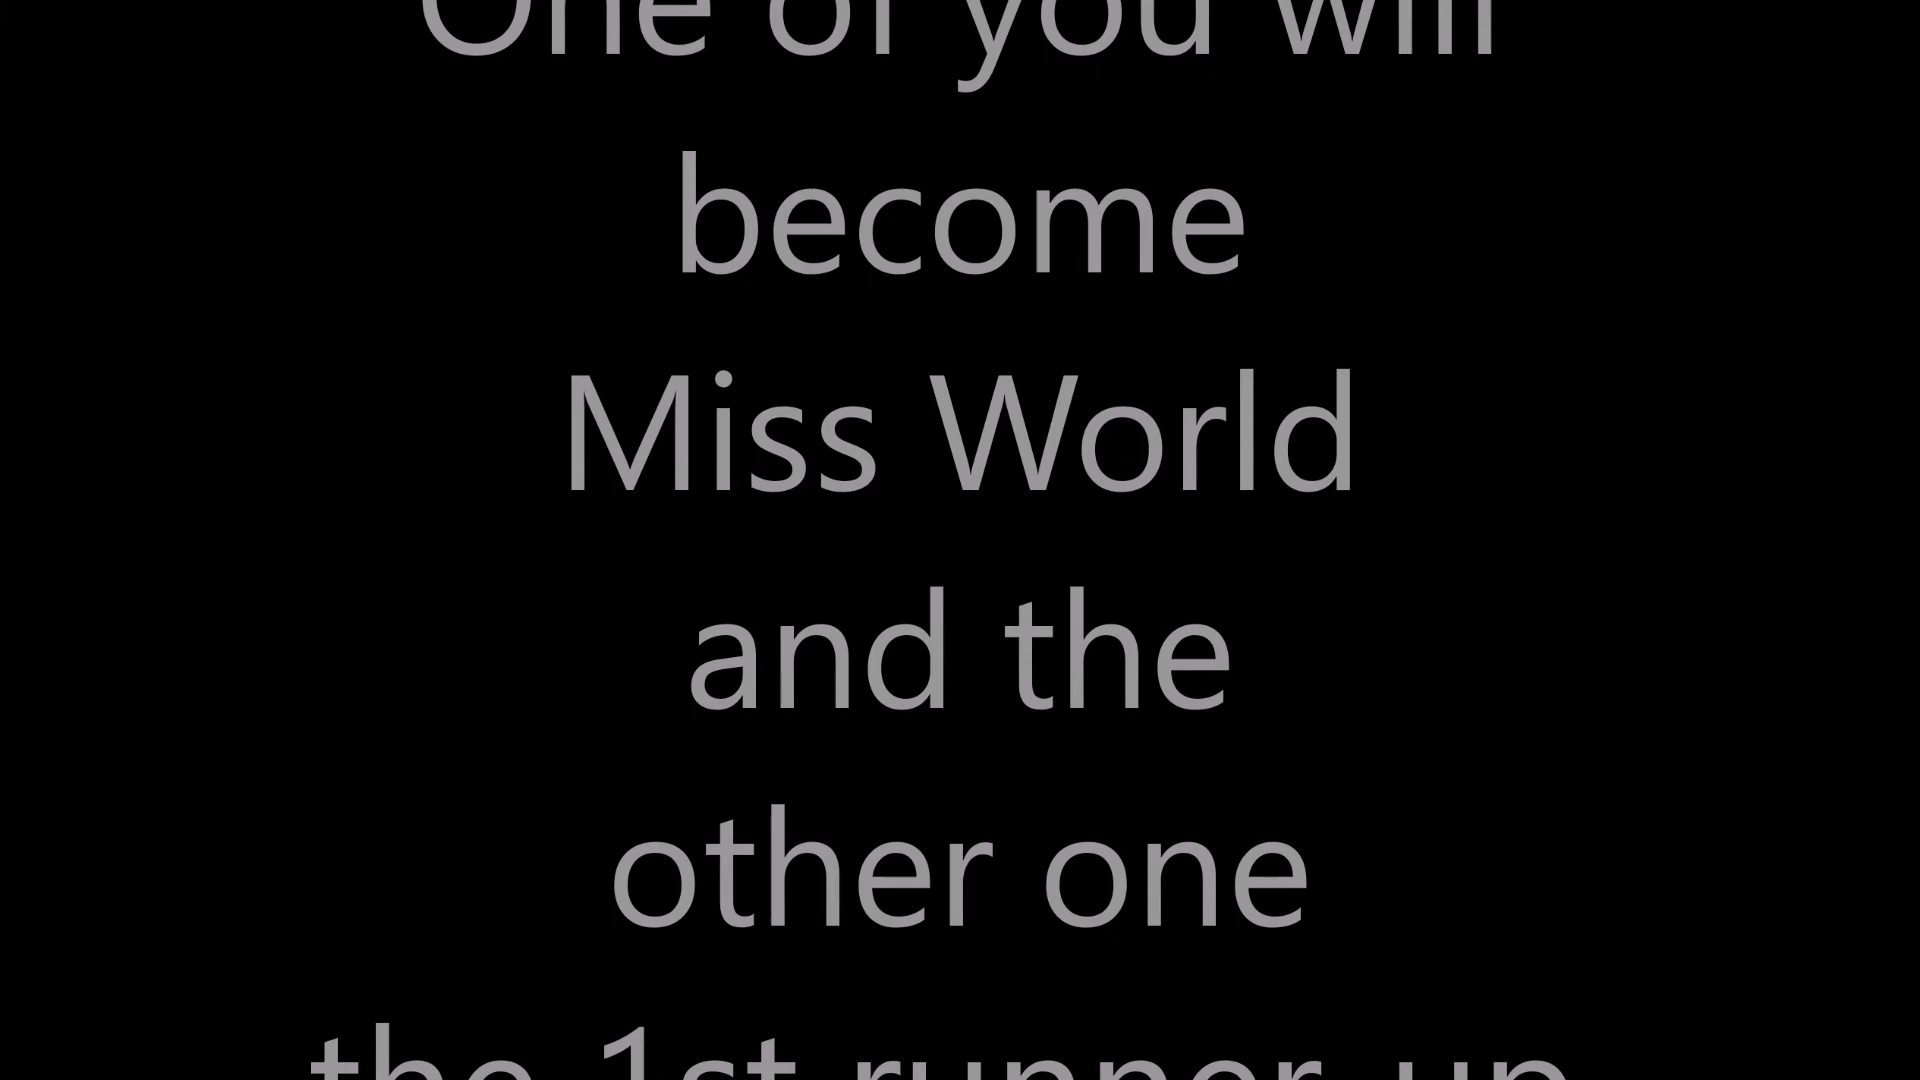 One of you will
become
Miss World
and the
other one
the 1st runner-up